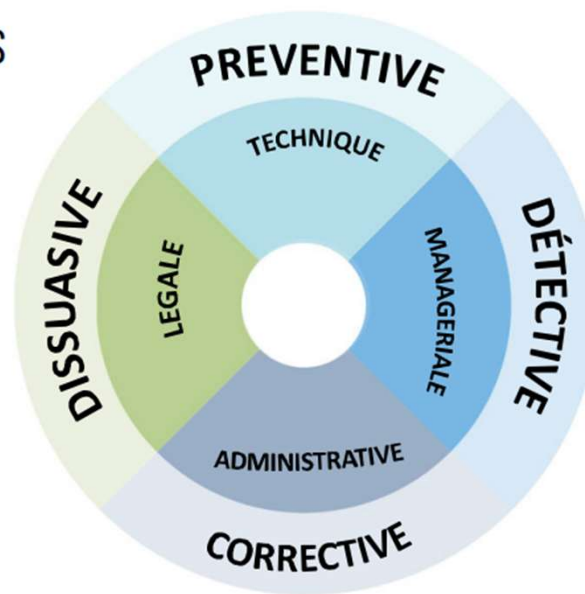 S
PREVENTIVE
TECHNIQUE
DISSUASIVE
LEGALE
MANAGERIALE
DÉTECTIVE
ADMINISTRATIVE
CORRECTIVE